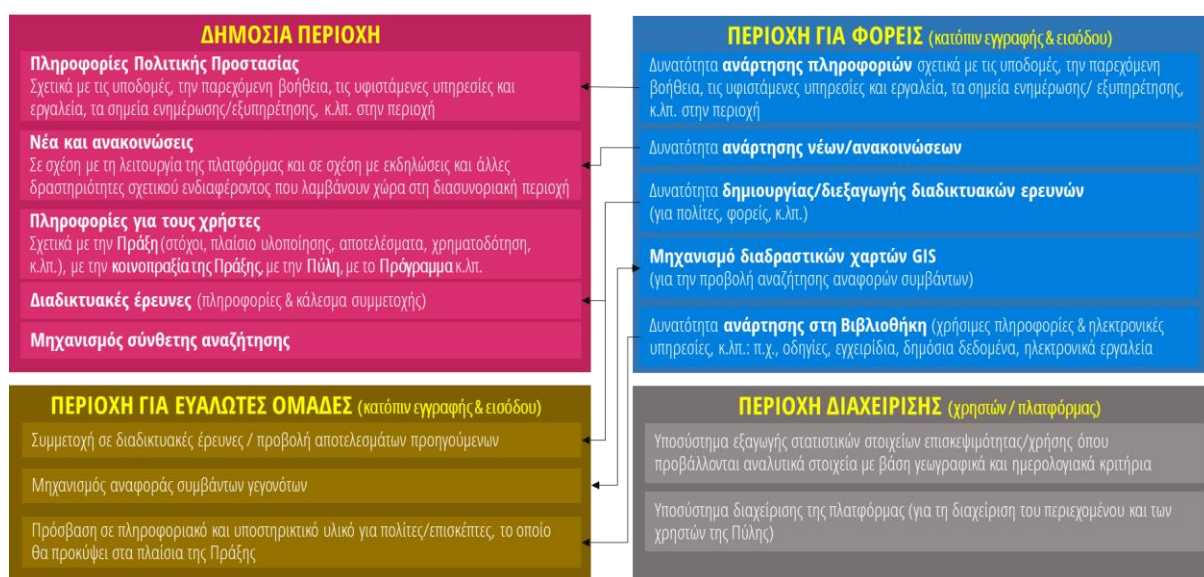 ΔΗΜΟΣΙΑ ΠΕΡΙΟΧΗ
Πληροφορίες Πολιτικής Προστασίας
Σχετικά με τις υποδομές, την παρεχόμενη βοήθεια, τις υφιστάμενες υπηρεσίες και
εργαλεία, τα σημεία ενημέρωσης/εξυπηρέτησης, κ.λπ. στην περιοχή
Νέα και ανακοινώσεις
Σε σχέση με τη λειτουργία της πλατφόρμας και σε σχέση με εκδηλώσεις και άλλες
δραστηριότητες σχετικού ενδιαφέροντος που λαμβάνουν χώρα στη διασυνοριακή περιοχή
Πληροφορίες για τους χρήστες
Σχετικά με την Πράξη (στόχοι, πλαίσιο υλοποίησης, αποτελέσματα, χρηματοδότηση,
κ.λπ.), με την κοινοπραξία της Πράξης, με την Πύλη, με το Πρόγραμμα κ.λπ.
Διαδικτυακές έρευνες (πληροφορίες & κάλεσμα συμμετοχής)
Μηχανισμός σύνθετης αναζήτησης
ΠΕΡΙΟΧΗ ΓΙΑ ΦΟΡΕΙΣ (κατόπιν εγγραφής & εισόδου)
Δυνατότητα ανάρτησης πληροφοριών σχετικά με τις υποδομές, την παρεχόμενη
βοήθεια, τις υφιστάμενες υπηρεσίες και εργαλεία, τα σημεία ενημέρωσης/ εξυπηρέτησης,
κ.λπ. στην περιοχή
Δυνατότητα ανάρτησης νέων/ανακοινώσεων
Δυνατότητα δημιουργίας/διεξαγωγής διαδικτυακών ερευνών
(για πολίτες, φορείς, κ.λπ.)
Μηχανισμό διαδραστικών χαρτών GIS
(για την προβολή αναζήτησης αναφορών συμβάντων)
Δυνατότητα ανάρτησης στη Βιβλιοθήκη (χρήσιμες πληροφορίες & ηλεκτρονικές
υπηρεσίες, κ.λπ.: π.χ., οδηγίες, εγχειρίδια, δημόσια δεδομένα, ηλεκτρονικά εργαλεία
ΠΕΡΙΟΧΗ ΓΙΑ ΕΥΑΛΩΤΕΣ ΟΜΑΔΕΣ (κατόπιν εγγραφής & εισόδου)
Συμμετοχή σε διαδικτυακές έρευνες / προβολή αποτελεσμάτων προηγούμενων
Μηχανισμός αναφοράς συμβάντων γεγονότων
Πρόσβαση σε πληροφοριακό και υποστηρικτικό υλικό για πολίτες/επισκέπτες, το οποίο
θα προκύψει στα πλαίσια της Πράξης
ΠΕΡΙΟΧΗ ΔΙΑΧΕΙΡΙΣΗΣ (χρηστών / πλατφόρμας)
Υποσύστημα εξαγωγής στατιστικών στοιχείων επισκεψιμότητας/χρήσης όπου
προβάλλονται αναλυτικά στοιχεία με βάση γεωγραφικά και ημερολογιακά κριτήρια
Υποσύστημα διαχείρισης της πλατφόρμας (για τη διαχείριση του περιεχομένου και των
χρηστών της Πύλης)